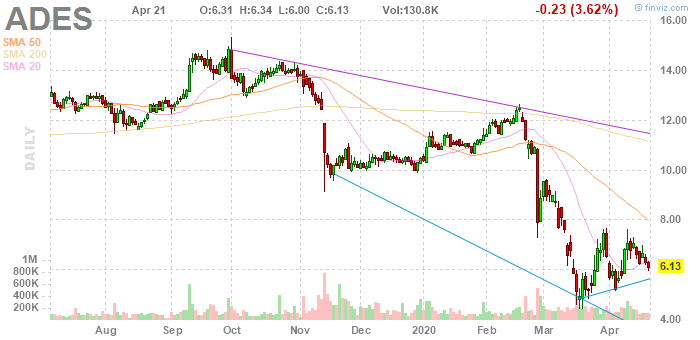 ADES
Apr 21 O:6.31 H:6.34 L:6.00 C:6.13 Vol:130.8K -0.23 (3.62%)
© finviz.com
SMA 50
SMA 200
SMA 20
DAILY
16.00
14.00
12.00
10.00
8.00
6.13
4.00
1M
800K
600K
400K
200K
Aug Sep Oct Nov Dec 2020 Feb Mar Apr